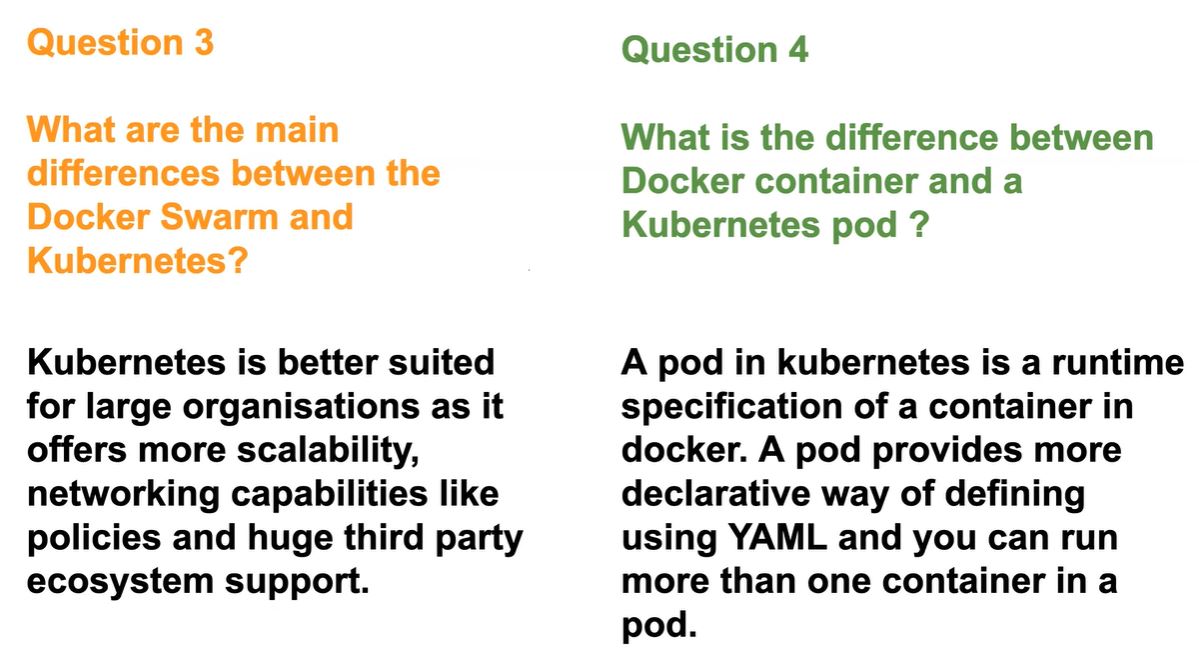 Question 3
What are the main
differences between the
Docker Swarm and
Kubernetes?
Kubernetes is better suited
for large organisations as it
offers more scalability,
networking capabilities like
policies and huge third party
ecosystem support.
Question 4
What is the difference between
Docker container and a
Kubernetes pod ?
A pod in kubernetes is a runtime
specification of a container in
docker. A pod provides more
declarative way of defining
using YAML and you can run
more than one container in a
pod.